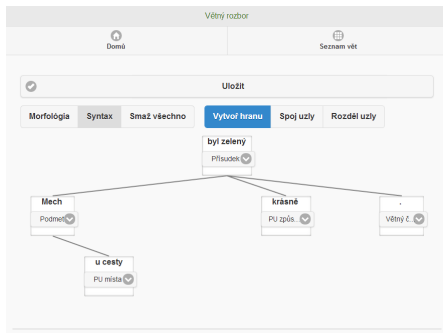 Větný rozbor
Domů
Seznam vět
Uložit
Morfológia Syntax Smaž všechno Vytvoř hranu Spoj uzly Rozděl uzly
byl zelený
Přísudek
Mech krásně .
Podmět PU způs... Větný č...
u cesty
PU místa